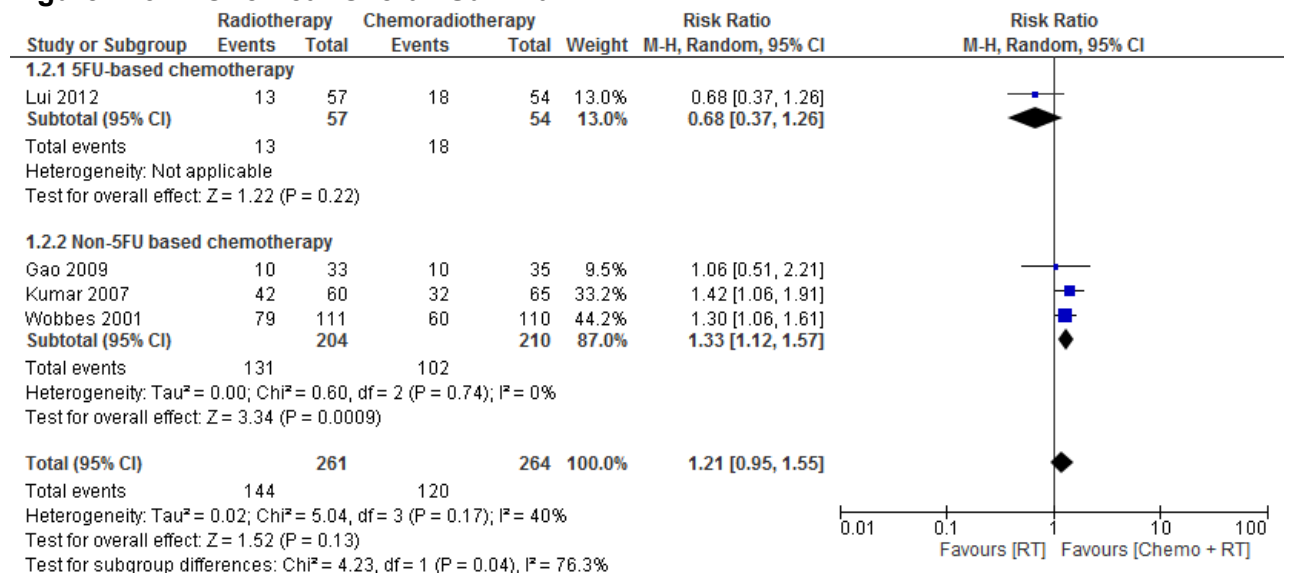 Radiotherapy Chemoradiotherapy Risk Ratio Risk Ratio
Study or Subgroup Events Total Events Total Weight M-H, Random, 95% CI M-H, Random, 95% CI
1.2.1 5FU-based chemotherapy
Lui 2012 13 57 18 54 13.0% 0.68 [0.37, 1.26]
Subtotal (95% CI) 57 54 13.0% 0.68 [0.37, 1.26]
Total events 13 18
Heterogeneity: Not applicable
Test for overall effect: Z = 1.22 (P = 0.22)
1.2.2 Non-5FU based chemotherapy
Gao 2009 10 33 10 35 9.5% 1.06 [0.51, 2.21]
Kumar 2007 42 60 32 65 33.2% 1.42 [1.06, 1.91]
Wobbes 2001 79 111 60 110 44.2% 1.30 [1.06, 1.61]
Subtotal (95% CI) 204 210 87.0% 1.33 [1.12, 1.57]
Total events 131 102
Heterogeneity: Tau² = 0.00; Chi² = 0.60, df = 2 (P = 0.74); I² = 0%
Test for overall effect: Z = 3.34 (P = 0.0009)
Total (95% CI) 261 264 100.0% 1.21 [0.95, 1.55]
Total events 144 120
Heterogeneity: Tau² = 0.02; Chi² = 5.04, df = 3 (P = 0.17); I² = 40%
Test for overall effect: Z = 1.52 (P = 0.13)
Test for subgroup differences: Chi² = 4.23, df = 1 (P = 0.04), I² = 76.3%
0.01 0.1 1 10 100
Favours [RT] Favours [Chemo + RT]